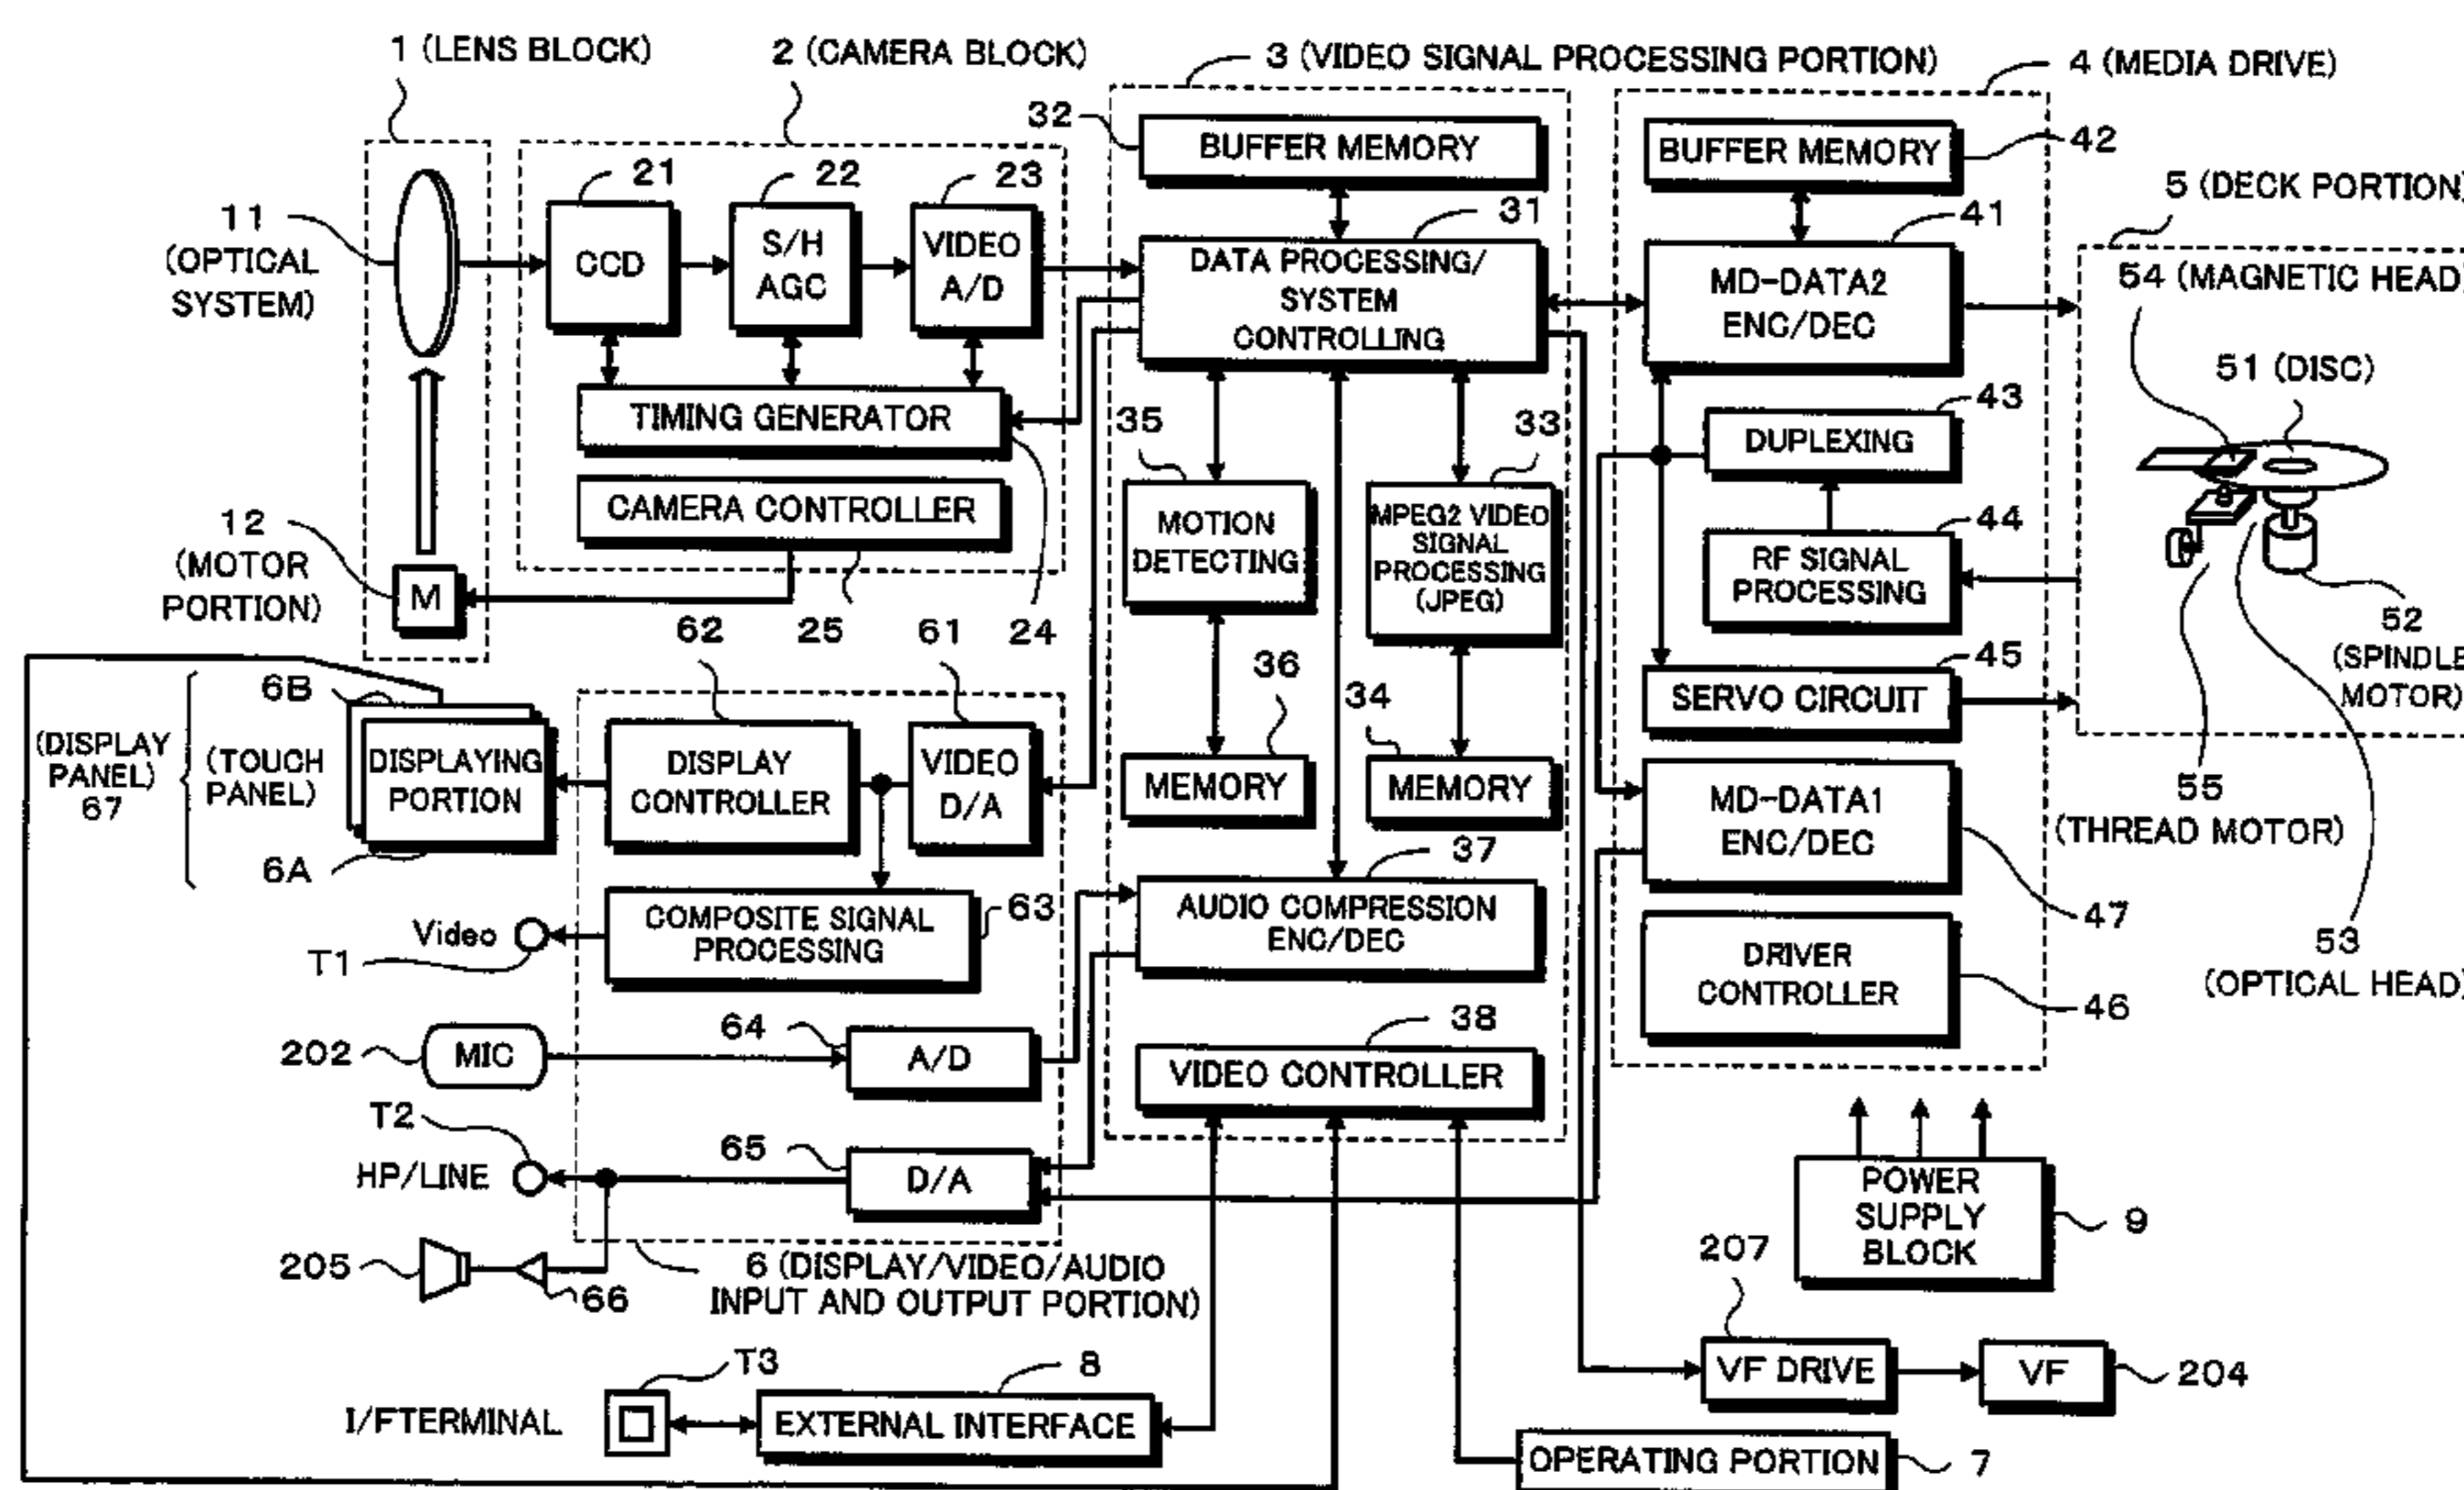 1 (LENS BLOCK)
2 (CAMERA BLOCK)
3 (VIDEO SIGNAL PROCESSING PORTION)
4 (MEDIA DRIVE)
5 (DECK PORTION)
11
(OPTICAL
SYSTEM)
12
(MOTOR
PORTION)
M
21
CCD
22
S/H
AGC
23
VIDEO
A/D
TIMING GENERATOR
CAMERA CONTROLLER
25
24
32
BUFFER MEMORY
31
DATA PROCESSING/
SYSTEM
CONTROLLING
35
MOTION
DETECTING
33
MPEG2 VIDEO
SIGNAL
PROCESSING
(JPEG)
36
MEMORY
34
MEMORY
37
AUDIO COMPRESSION
ENC/DEC
38
VIDEO CONTROLLER
BUFFER MEMORY
42
41
MD-DATA2
ENC/DEC
43
DUPLEXING
44
RF SIGNAL
PROCESSING
45
SERVO CIRCUIT
MD-DATA1
ENC/DEC
47
DRIVER
CONTROLLER
46
54 (MAGNETIC HEAD)
51 (DISC)
52
(SPINDLE
MOTOR)
55
(THREAD MOTOR)
53
(OPTICAL HEAD)
62
61
6B
(DISPLAY
PANEL)
67
(TOUCH
PANEL)
DISPLAYING
PORTION
6A
DISPLAY
CONTROLLER
VIDEO
D/A
COMPOSITE SIGNAL
PROCESSING
63
Video
T1
202
MIC
64
A/D
T2
HP/LINE
65
D/A
205
66
6 (DISPLAY/VIDEO/AUDIO
INPUT AND OUTPUT PORTION)
T3
I/FTERMINAL
8
EXTERNAL INTERFACE
POWER
SUPPLY
BLOCK
9
207
VF DRIVE
VF
204
OPERATING PORTION
7